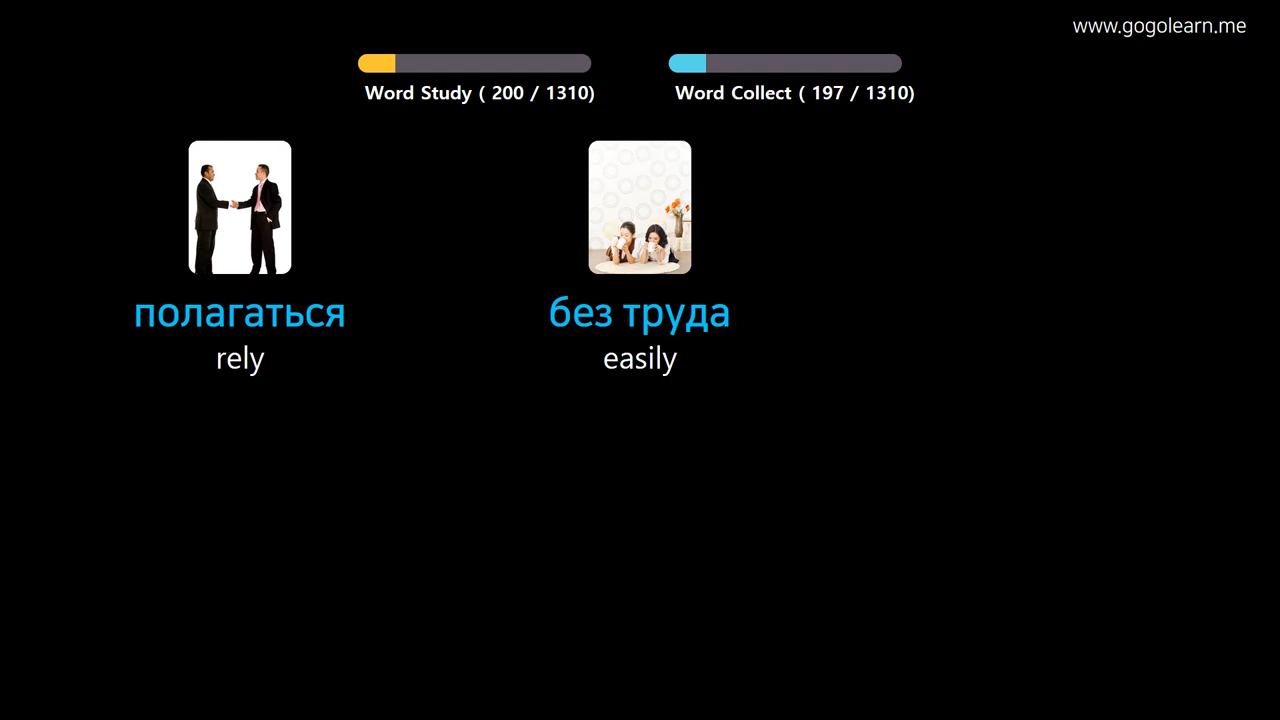 www.gogolearn.me
Word Study ( 200 / 1310)
Word Collect ( 197 / 1310)
полагаться
rely
без труда
easily